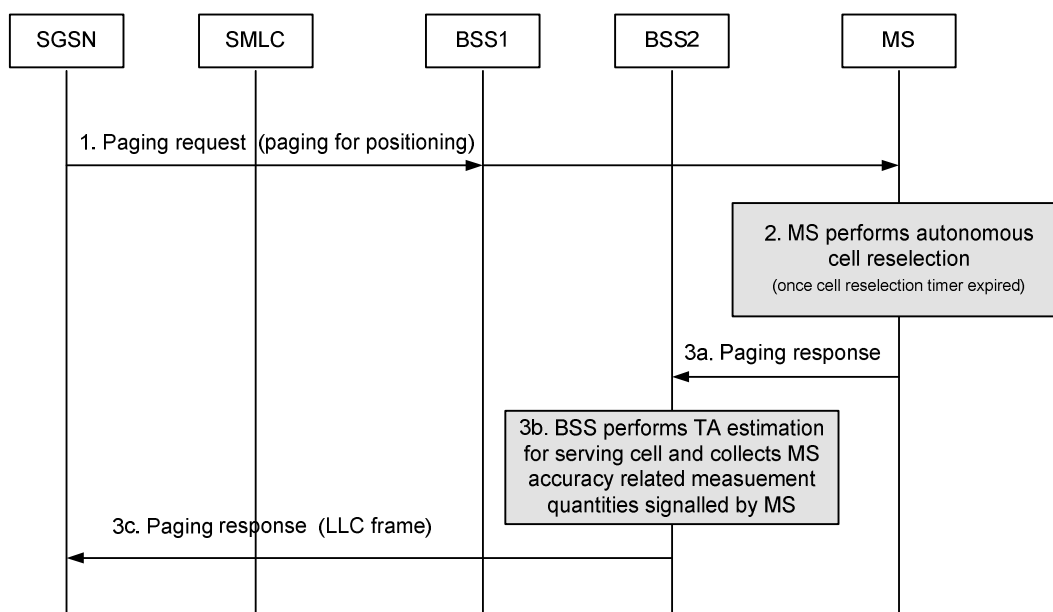 SGSN
SMLC
BSS1
BSS2
MS
1. Paging request (paging for positioning)
2. MS performs autonomous
cell reselection
(once cell reselection timer expired)
3a. Paging response
3b. BSS performs TA estimation
for serving cell and collects MS
accuracy related measuement
quantities signalled by MS
3c. Paging response (LLC frame)